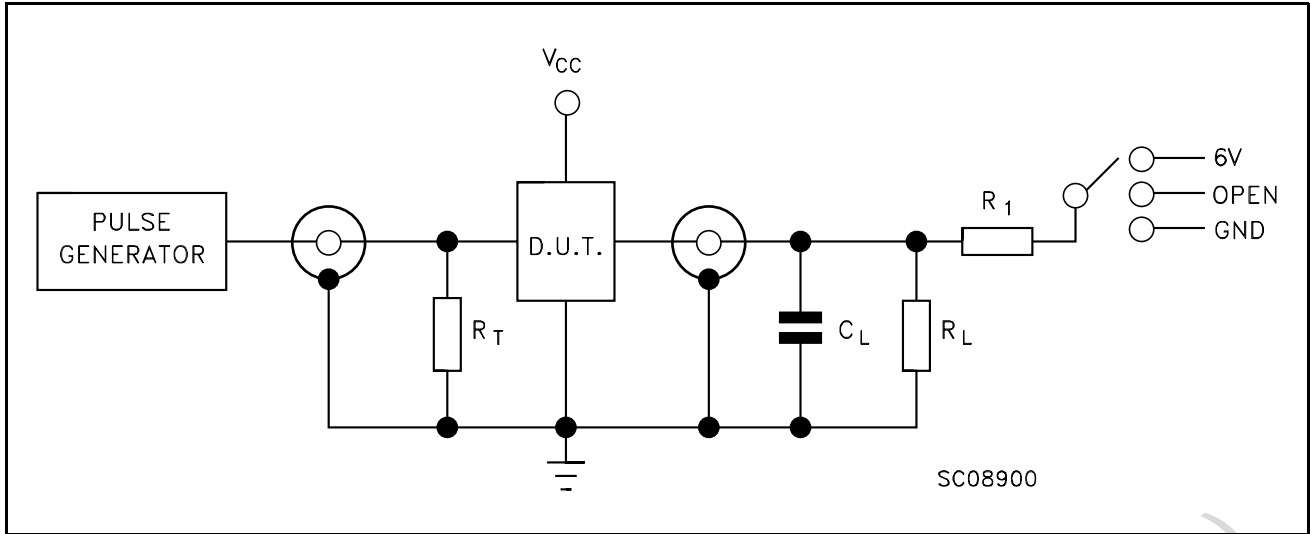 VCC
PULSE
GENERATOR
D.U.T.
RT
CL
RL
R1
6V
OPEN
GND
SC08900